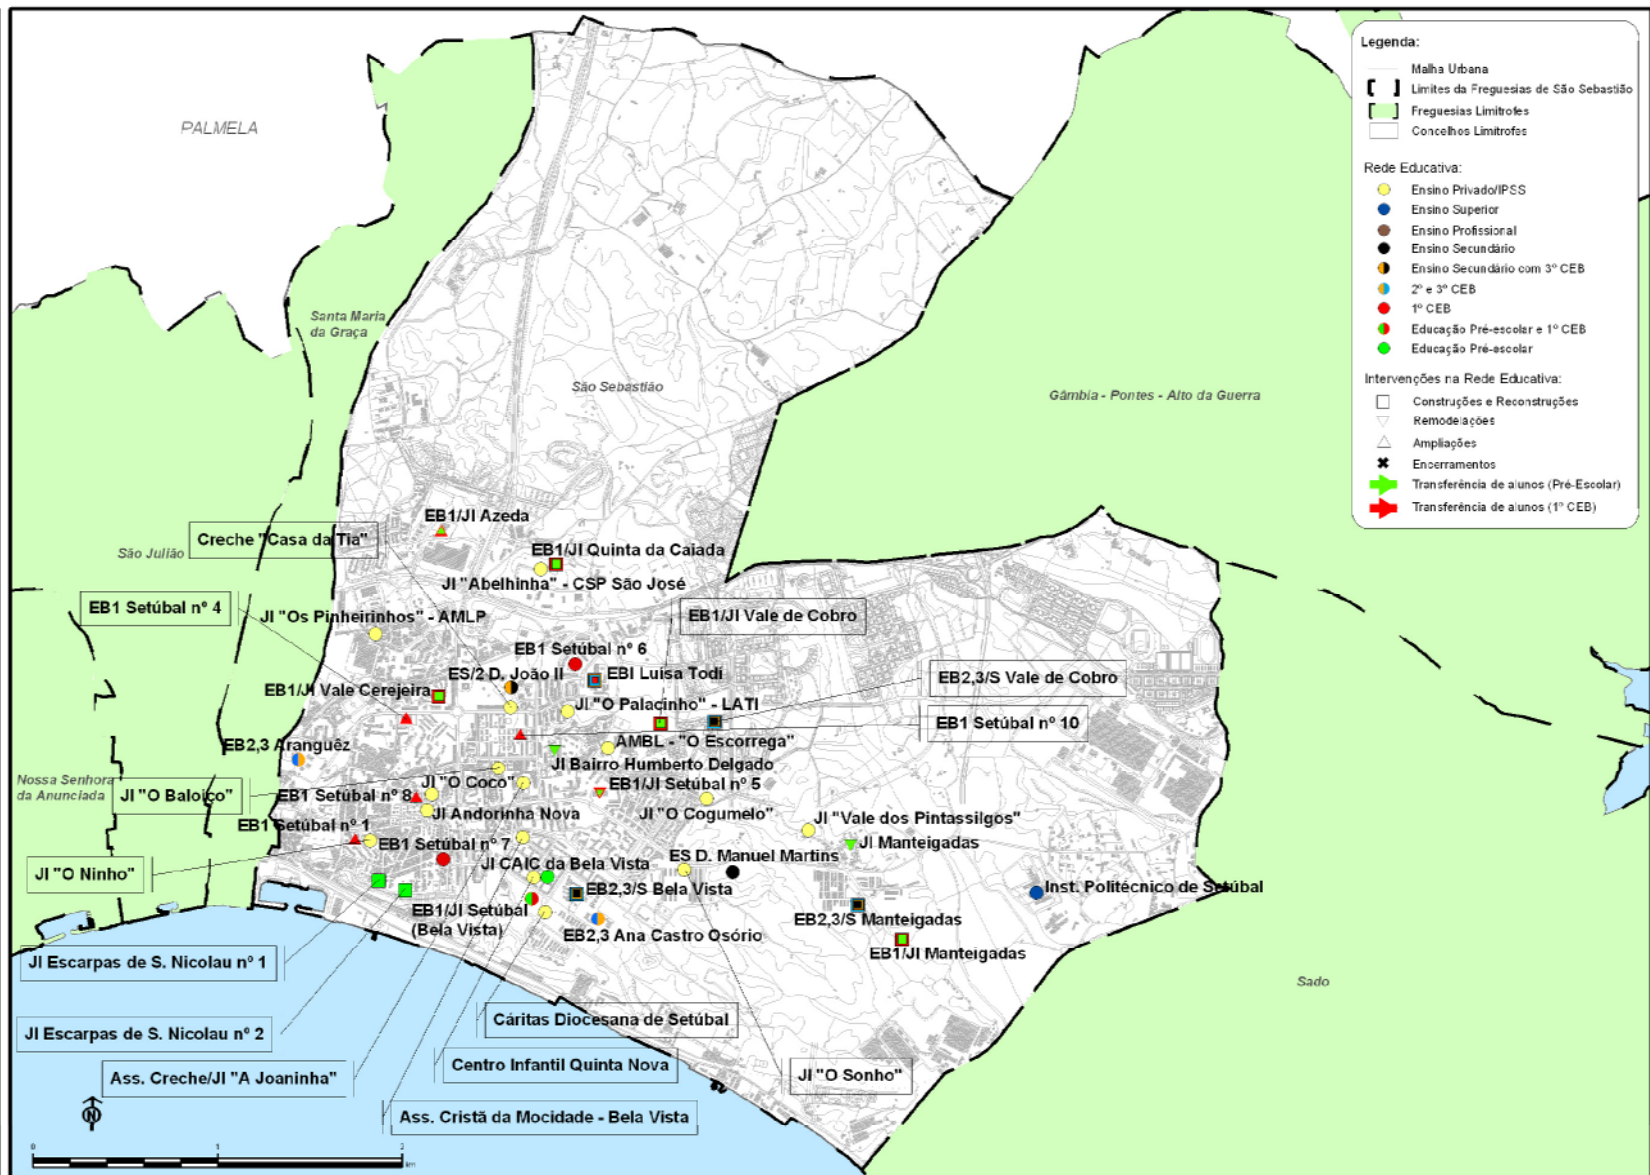 PALMELA
Santa Maria
da Graça
São Sebastião
Gâmbia - Pontes - Alto da Guerra
São Julião
Nossa Senhora
da Anunciada
Sado
Legenda:
Malha Urbana
Limites da Freguesias de São Sebastião
Freguesias Limitrofes
Concelhos Limitrofes
Rede Educativa:
Ensino Privado/IPSS
Ensino Superior
Ensino Profissional
Ensino Secundário
Ensino Secundário com 3º CEB
2º e 3º CEB
1º CEB
Educação Pré-escolar e 1º CEB
Educação Pré-escolar
Intervenções na Rede Educativa:
Construções e Reconstruções
Remodelações
Ampliações
Encerramentos
Transferência de alunos (Pré-Escolar)
Transferência de alunos (1º CEB)
EB1/JI Azeda
Creche "Casa da Tia"
EB1/JI Quinta da Caiada
JI "Abelhinha" - CSP São José
EB1 Setúbal nº 4
JI "Os Pinheirinhos" - AMLP
EB1/JI Vale de Cobro
EB1 Setúbal nº 6
ES/2 D. João II
EBI Luisa Todi
EB2,3/S Vale de Cobro
EB1/JI Vale Cerejeira
JI "O Palacinho" - LATI
EB1 Setúbal nº 10
EB2,3 Aranguêz
AMBL - "O Escorrega"
JI Bairro Humberto Delgado
JI "O Baloiço"
JI "O Coco"
EB1 Setúbal nº 8
EB1/JI Setúbal nº 5
JI Andorinha Nova
JI "O Cogumelo"
JI "Vale dos Pintassilgos"
EB1 Setúbal nº 1
EB1 Setúbal nº 7
JI Manteigadas
JI "O Ninho"
JI CAIC da Bela Vista
ES D. Manuel Martins
EB2,3/S Bela Vista
Inst. Politécnico de Setúbal
EB1/JI Setúbal
(Bela Vista)
EB2,3/S Manteigadas
EB2,3 Ana Castro Osório
EB1/JI Manteigadas
JI Escarpas de S. Nicolau nº 1
JI Escarpas de S. Nicolau nº 2
Cáritas Diocesana de Setúbal
Centro Infantil Quinta Nova
Ass. Creche/JI "A Joaninha"
JI "O Sonho"
Ass. Cristã da Mocidade - Bela Vista
N
0 1 2
km